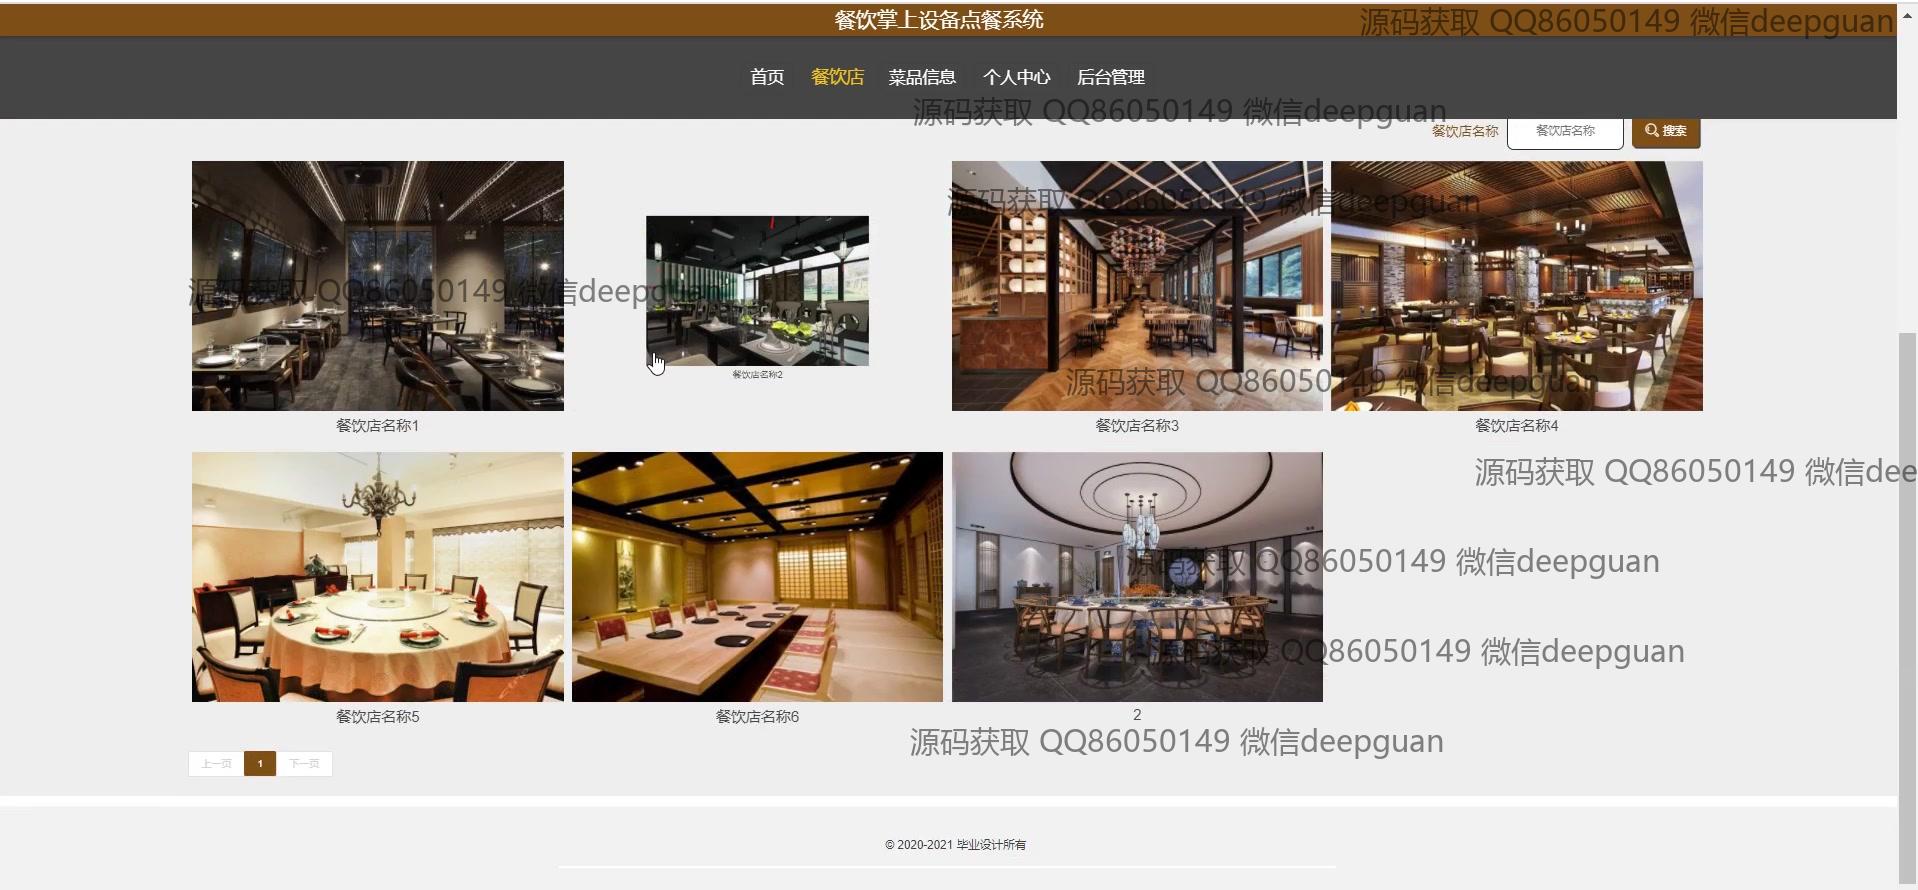 餐饮掌上设备点餐系统
源码获取 QQ86050149 微信deepguan
首页 餐饮店 菜品信息 个人中心 后台管理
源码获取 QQ86050149 微信deepguan
餐饮店名称 餐饮店名称 搜索
源码获取 QQ86050149 微信deepguan
源码获取 QQ86050149 微信deepguan
餐饮店名称2
源码获取 QQ86050149 微信deepguan
餐饮店名称1 餐饮店名称3 餐饮店名称4
源码获取 QQ86050149 微信dee
源码获取 QQ86050149 微信deepguan
源码获取 QQ86050149 微信deepguan
餐饮店名称5 餐饮店名称6 2
源码获取 QQ86050149 微信deepguan
上一页 1 下一页
© 2020-2021 毕业设计所有